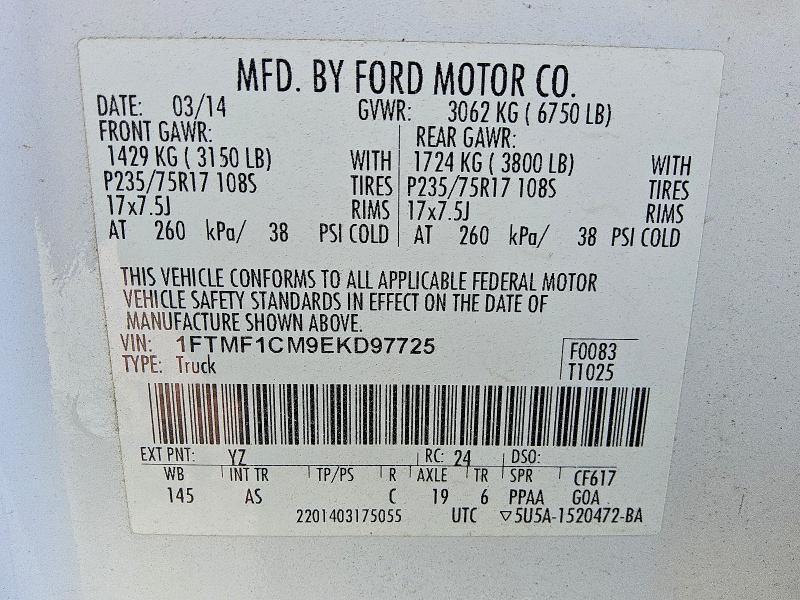 MFD. BY FORD MOTOR CO.
DATE: 03/14 GVWR: 3062 KG ( 6750 LB)
FRONT GAWR: REAR GAWR:
1429 KG ( 3150 LB) WITH 1724 KG ( 3800 LB) WITH
P235/75R17 108S TIRES P235/75R17 108S TIRES
17x7.5J RIMS 17x7.5J RIMS
AT 260 kPa/ 38 PSI COLD AT 260 kPa/ 38 PSI COLD
THIS VEHICLE CONFORMS TO ALL APPLICABLE FEDERAL MOTOR
VEHICLE SAFETY STANDARDS IN EFFECT ON THE DATE OF
MANUFACTURE SHOWN ABOVE.
VIN: 1FTMF1CM9EKD97725 F0083
TYPE: Truck T1025
EXT PNT: YZ RC: 24 DSO:
WB INT TR TP/PS R AXLE TR SPR CF617
145 AS C 19 6 PPAA GOA
2201403175055 UTC ▽5U5A-1520472-BA